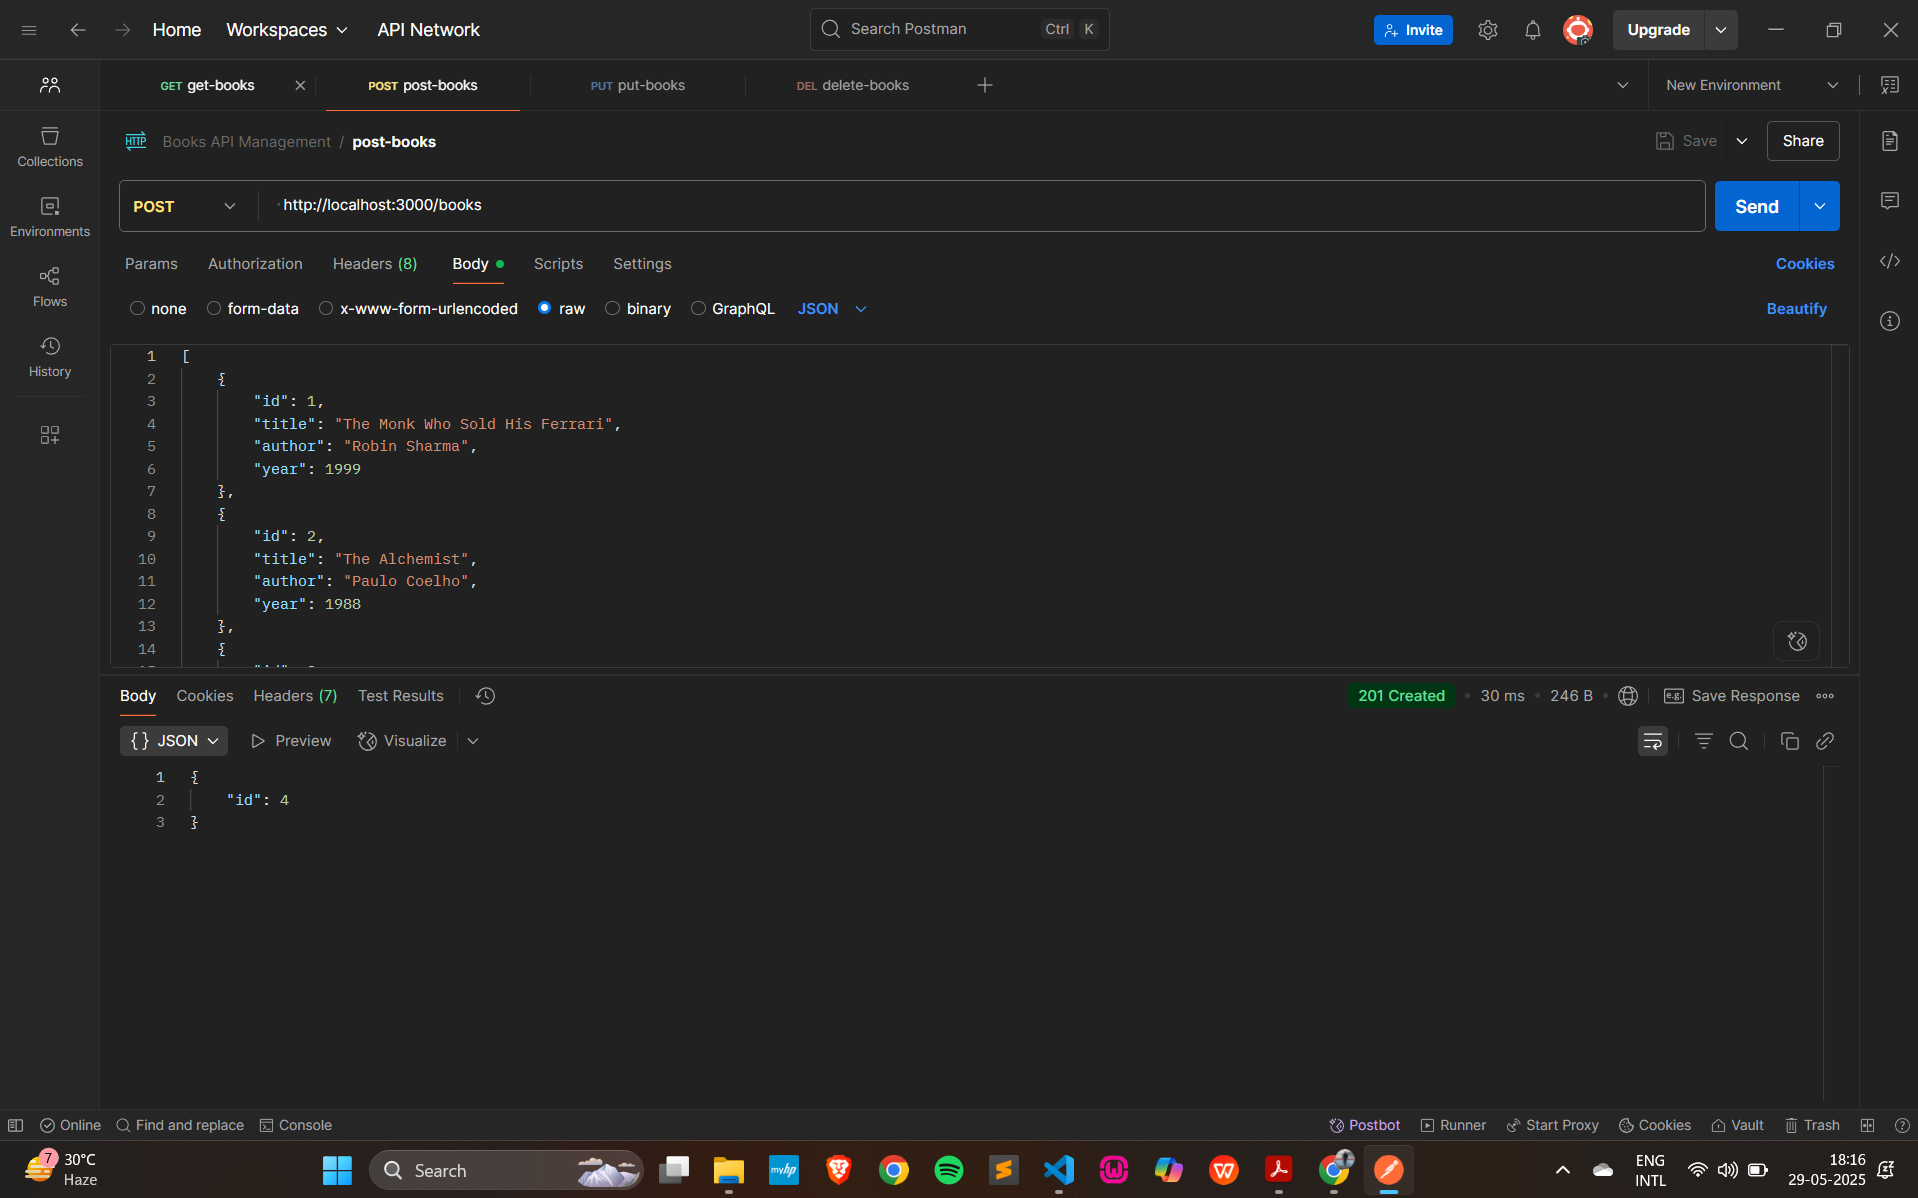 Home
Workspaces
API Network
Search Postman
Ctrl
K
Invite
Upgrade
GET get-books
POST post-books
PUT put-books
DEL delete-books
New Environment
Collections
Environments
Flows
History
HTTP
Books API Management / post-books
Save
Share
POST
http://localhost:3000/books
Send
Params
Authorization
Headers (8)
Body
Scripts
Settings
Cookies
none
form-data
x-www-form-urlencoded
raw
binary
GraphQL
JSON
Beautify
1 [
2 {
3 "id": 1,
4 "title": "The Monk Who Sold His Ferrari",
5 "author": "Robin Sharma",
6 "year": 1999
7 },
8 {
9 "id": 2,
10 "title": "The Alchemist",
11 "author": "Paulo Coelho",
12 "year": 1988
13 },
14 {
Body
Cookies
Headers (7)
Test Results
201 Created
30 ms
246 B
e.g.
Save Response
{} JSON
Preview
Visualize
1 {
2 "id": 4
3 }
Online
Find and replace
Console
Postbot
Runner
Start Proxy
Cookies
Vault
Trash
7
30°C
Haze
Search
myhp
ENG
INTL
18:16
29-05-2025